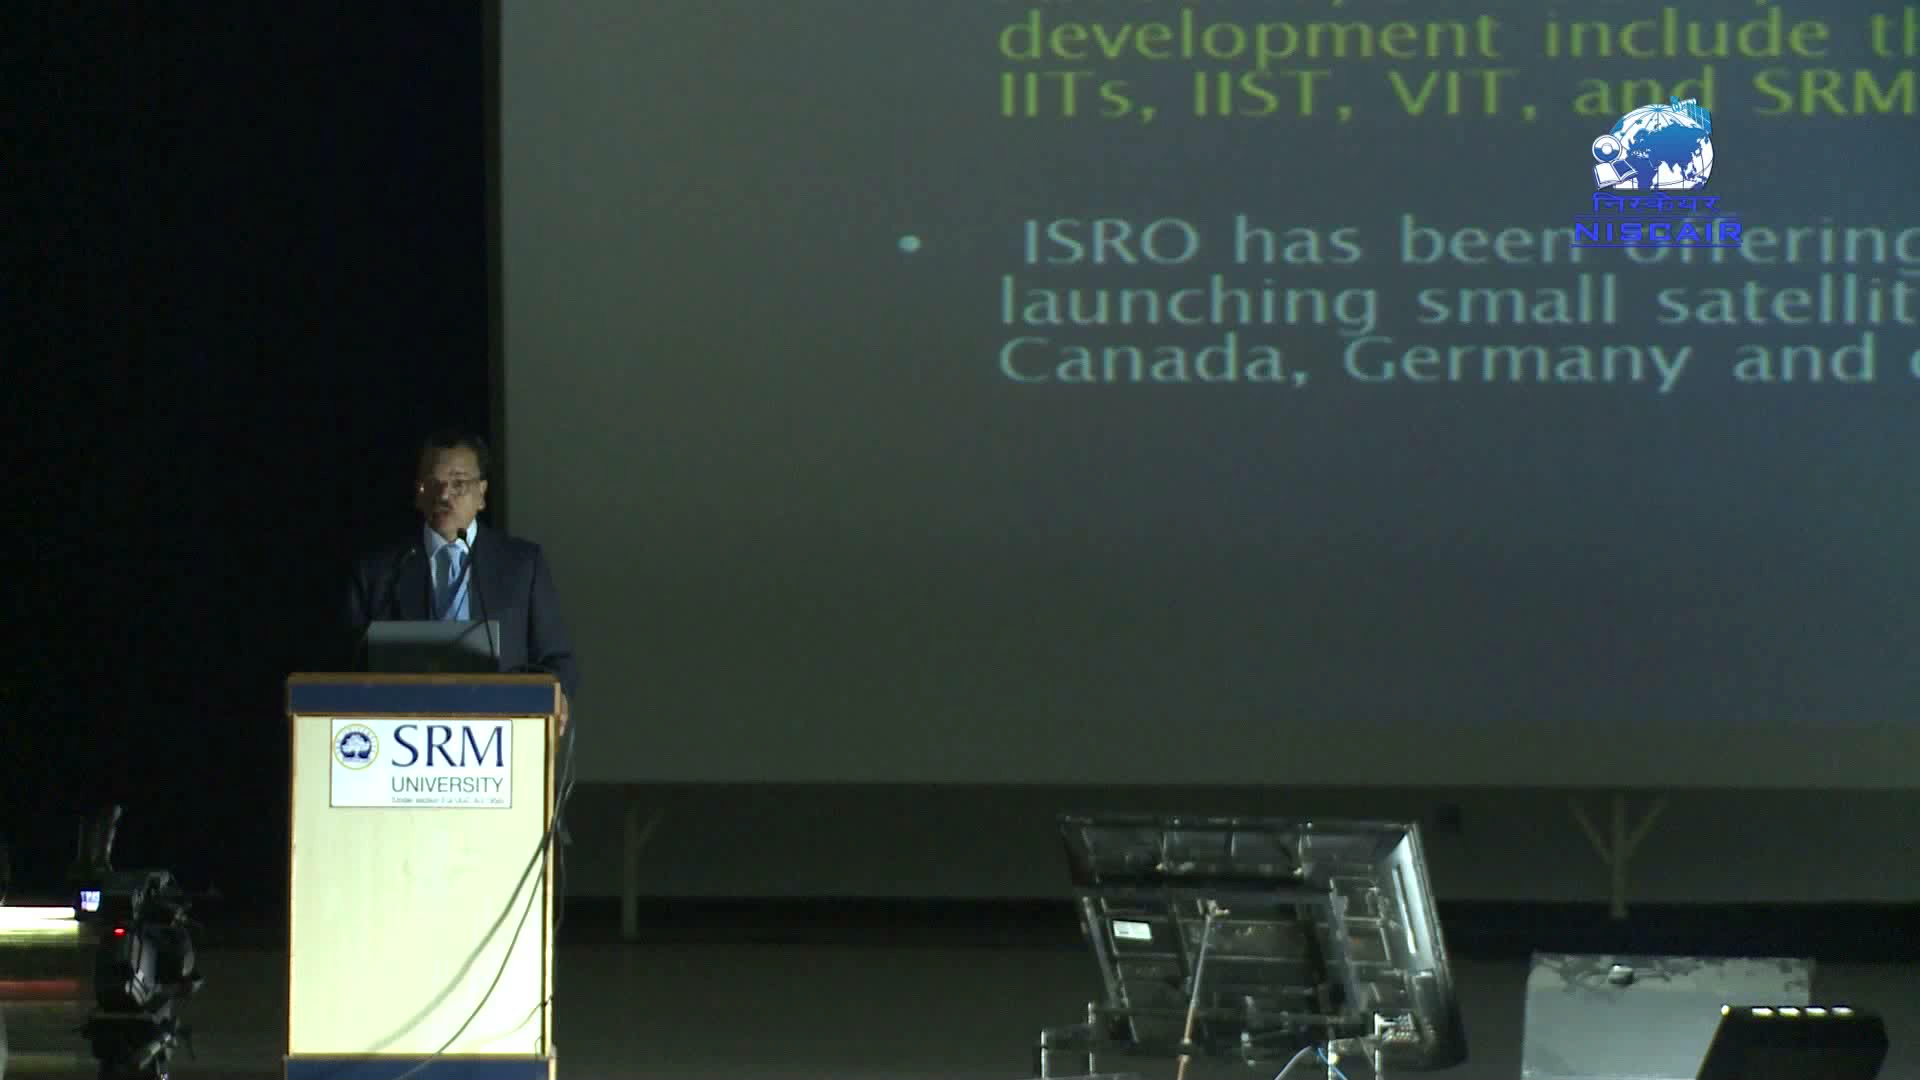 development include th
IITs, IIST, VIT, and SRM
• ISRO has been offering
launching small satellit
Canada, Germany and
निस्केयर
NISCAIR
SRM
UNIVERSITY